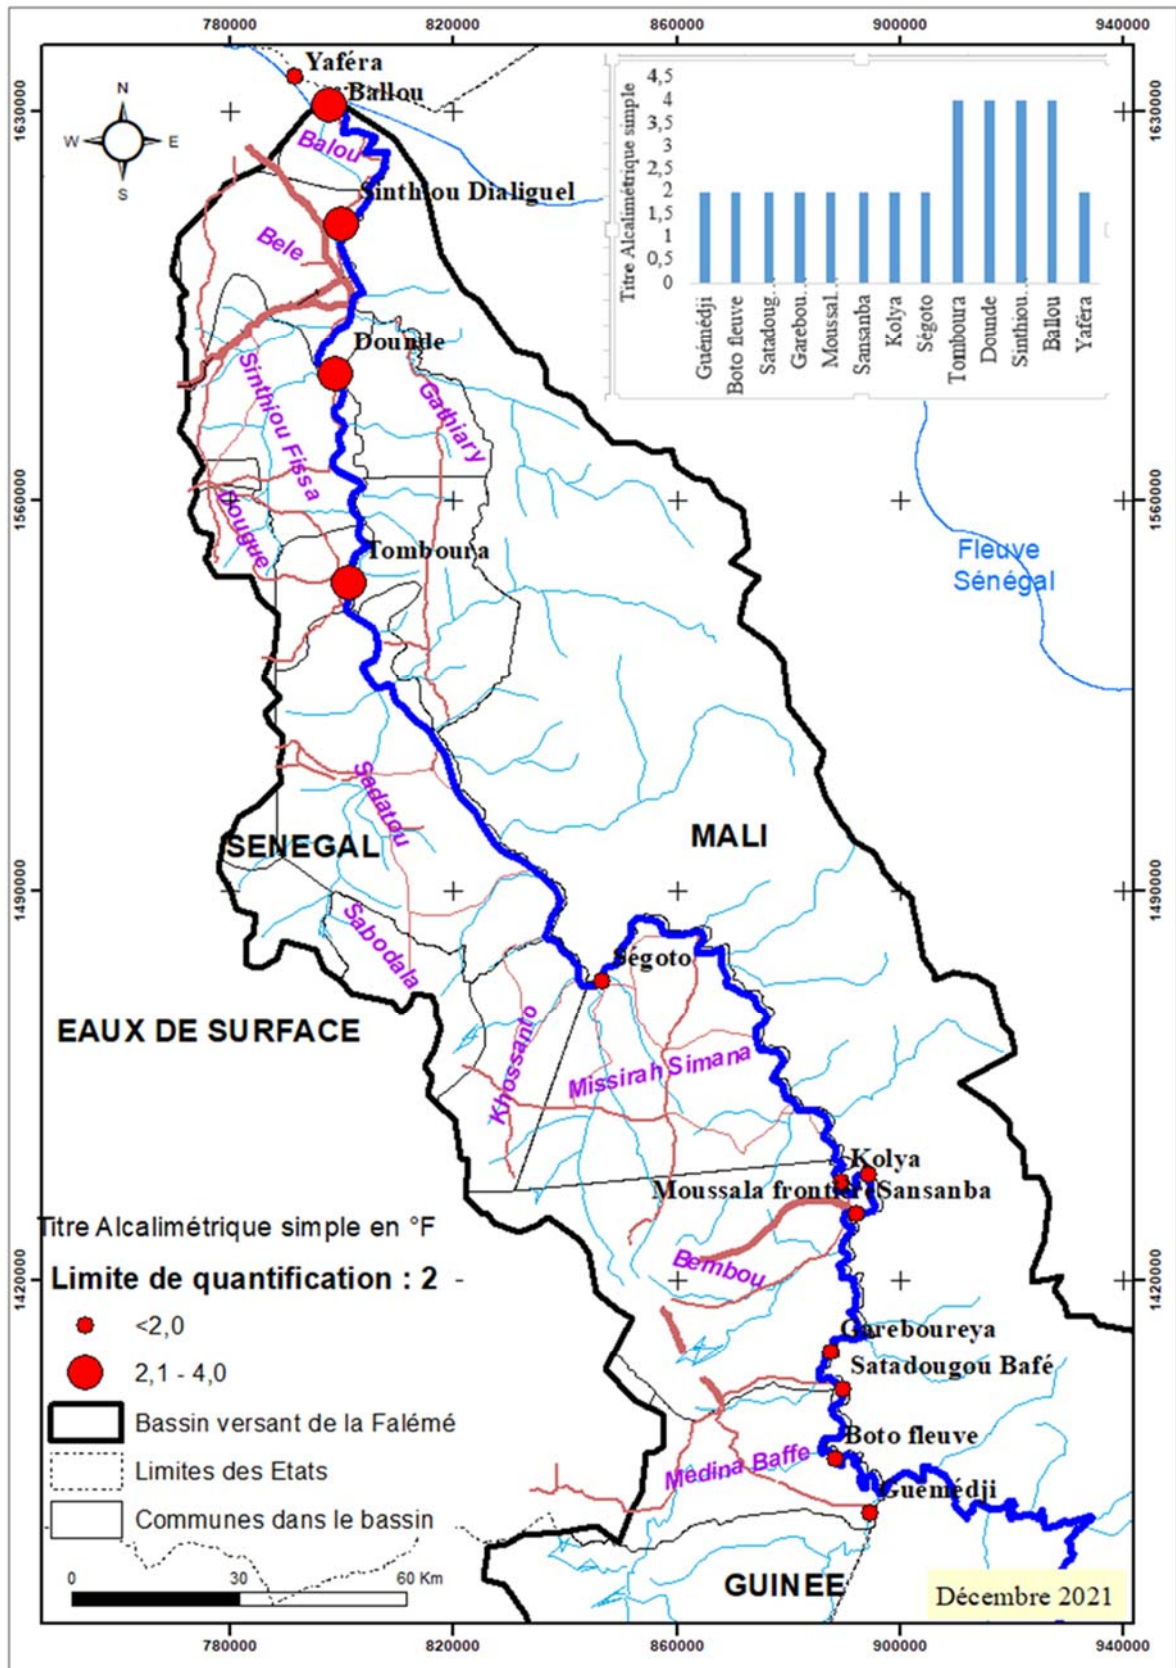 780000 820000 860000 900000 940000
Yaféra
Ballou
N
W E
S
1630000 1630000
Balou
Sinthiou Dialiguel
Bele
Titre Alcalimétrique simple
4,5
4
3,5
3
2,5
2
1,5
1
0,5
0
Guémédji
Boto fleuve
Satadoug..
Garebou..
Moussal..
Sansanba
Kolya
Ségoto
Tomboura
Dounde
Sinthiou..
Ballou
Yaféra
Dounde
Sinthiou Fissa
Gathiary
1560000 1560000
Dougue
Tomboura
Fleuve
Sénégal
Sadatou
SENEGAL
MALI
1490000 1490000
Sabodala
Ségoto
EAUX DE SURFACE
Khossanto
Missirah Simana
Kolya
Moussala frontière Sansanba
Titre Alcalimétrique simple en °F
Bembou
Limite de quantification : 2
1420000 1420000
<2,0
Gareboureya
2,1 - 4,0
Satadougou Bafé
Bassin versant de la Falémé
Boto fleuve
Limites des Etats
Medina Baffe
Guémédji
Communes dans le bassin
0 30 60 Km
GUINEE
Décembre 2021
780000 820000 860000 900000 940000